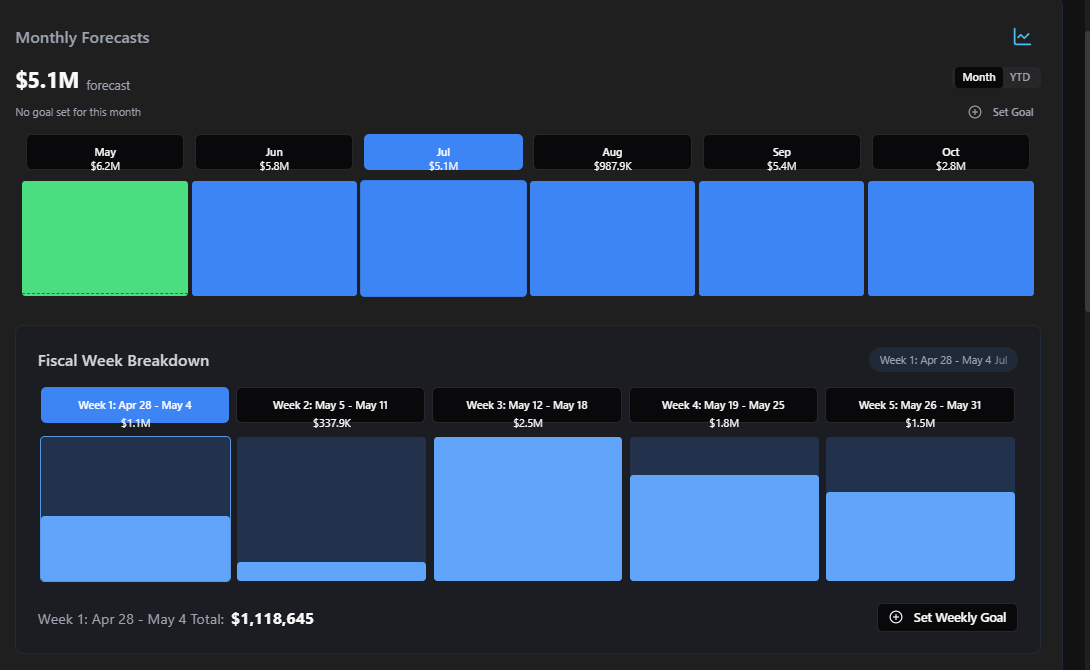 Monthly Forecasts
$5.1M forecast
Month YTD
No goal set for this month
Set Goal
May
$6.2M
Jun
$5.8M
Jul
$5.1M
Aug
$987.9K
Sep
$5.4M
Oct
$2.8M
Fiscal Week Breakdown
Week 1: Apr 28 - May 4 Jul
Week 1: Apr 28 - May 4
$1.1M
Week 2: May 5 - May 11
$337.9K
Week 3: May 12 - May 18
$2.5M
Week 4: May 19 - May 25
$1.8M
Week 5: May 26 - May 31
$1.5M
Week 1: Apr 28 - May 4 Total: $1,118,645
Set Weekly Goal